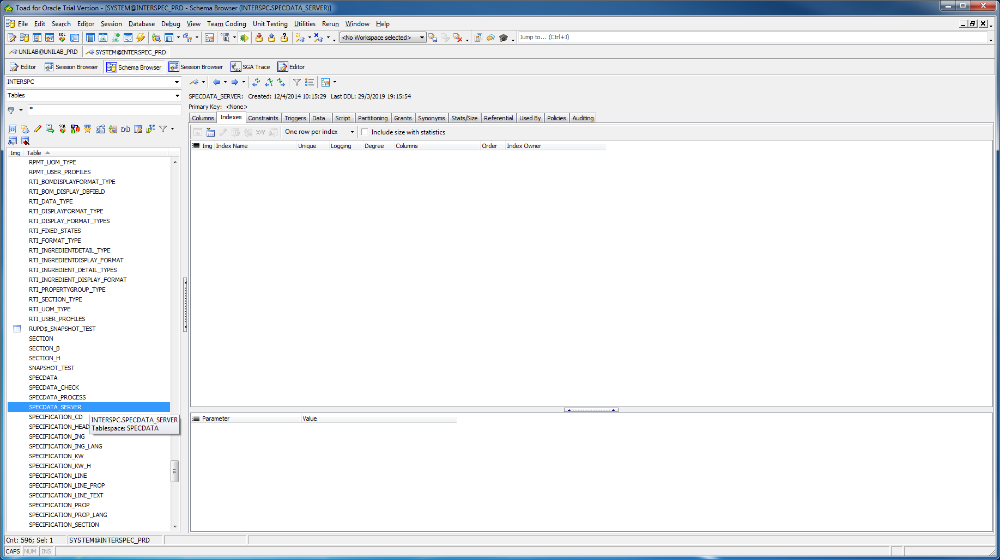 Toad for Oracle Trial Version - [SYSTEM@INTERSPEC_PRD - Schema Browser (INTERSPC.SPECDATA_SERVER)]
File Edit Search Editor Session Database Debug View Team Coding Unit Testing Utilities Rerun Window Help
<No Workspace selected> Jump to... (Ctrl+J)
UNILAB@UNILAB_PRD SYSTEM@INTERSPEC_PRD
Editor Session Browser Schema Browser Session Browser SGA Trace Editor
INTERSPC
Tables
*
Img Table
RPMT_UOM_TYPE
RPMT_USER_PROFILES
RTI_BOMDISPLAYFORMAT_TYPE
RTI_BOM_DISPLAY_DBFIELD
RTI_DATA_TYPE
RTI_DISPLAYFORMAT_TYPE
RTI_DISPLAY_FORMAT_TYPES
RTI_FIXED_STATES
RTI_FORMAT_TYPE
RTI_INGREDIENTDETAIL_TYPE
RTI_INGREDIENTDISPLAY_FORMAT
RTI_INGREDIENT_DETAIL_TYPES
RTI_INGREDIENT_DISPLAY_FORMAT
RTI_PROPERTYGROUP_TYPE
RTI_SECTION_TYPE
RTI_UOM_TYPE
RTI_USER_PROFILES
RUPD$_SNAPSHOT_TEST
SECTION
SECTION_B
SECTION_H
SNAPSHOT_TEST
SPECDATA
SPECDATA_CHECK
SPECDATA_PROCESS
SPECDATA_SERVER
SPECIFICATION_CD
SPECIFICATION_HEAD
SPECIFICATION_ING
SPECIFICATION_ING_LANG
SPECIFICATION_KW
SPECIFICATION_KW_H
SPECIFICATION_LINE
SPECIFICATION_LINE_PROP
SPECIFICATION_LINE_TEXT
SPECIFICATION_PROP
SPECIFICATION_PROP_LANG
SPECIFICATION_SECTION
INTERSPC.SPECDATA_SERVER
Tablespace: SPECDATA
SPECDATA_SERVER: Created: 12/4/2014 10:15:29 Last DDL: 29/3/2019 19:15:54
Primary Key: <None>
Columns Indexes Constraints Triggers Data Script Partitioning Grants Synonyms Stats/Size Referential Used By Policies Auditing
One row per index Include size with statistics
Img Index Name Unique Logging Degree Columns Order Index Owner
Parameter Value
Cnt: 596; Sel: 1 SYSTEM@INTERSPEC_PRD
CAPS NUM INS